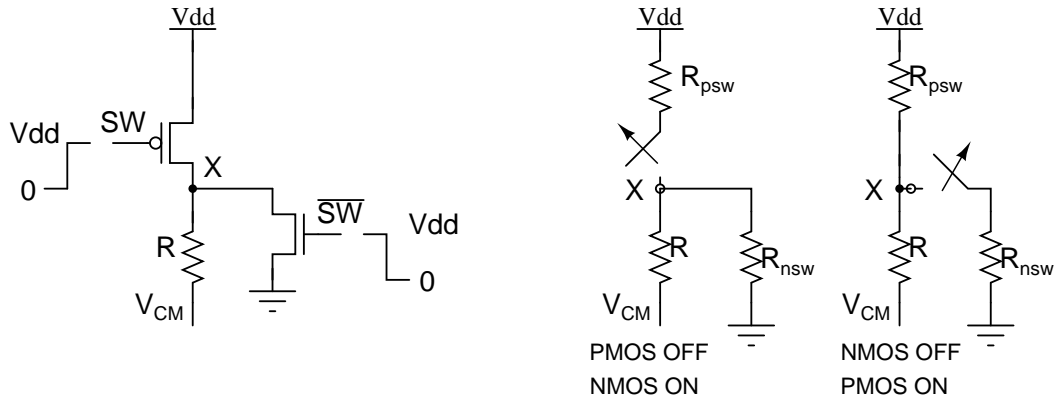 Vdd
Vdd
SW
0
X
R
V_CM
S̅W̅
Vdd
0
Vdd
R_psw
X
R
R_nsw
V_CM
PMOS OFF
NMOS ON
Vdd
R_psw
X
R
R_nsw
V_CM
NMOS OFF
PMOS ON